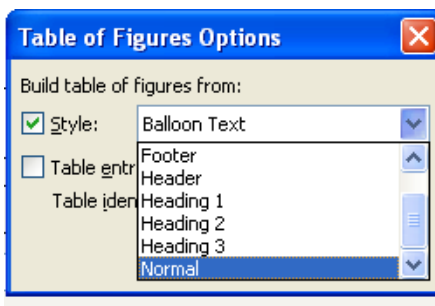 Table of Figures Options
Build table of figures from:
Style: Balloon Text
Footer
Table entr
Header
Table iden
Heading 1
Heading 2
Heading 3
Normal